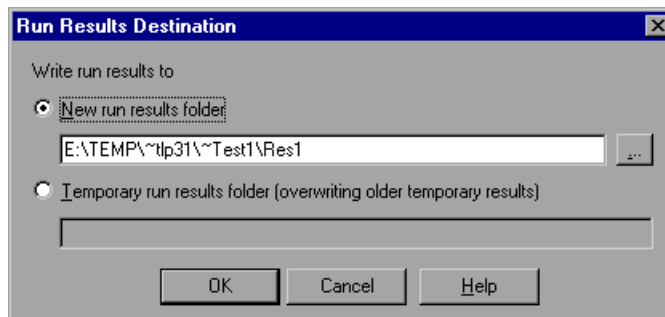 Run Results Destination
Write run results to
New run results folder
E:\TEMP\~tlp31\~Test1\Res1
...
Temporary run results folder (overwriting older temporary results)
OK Cancel Help